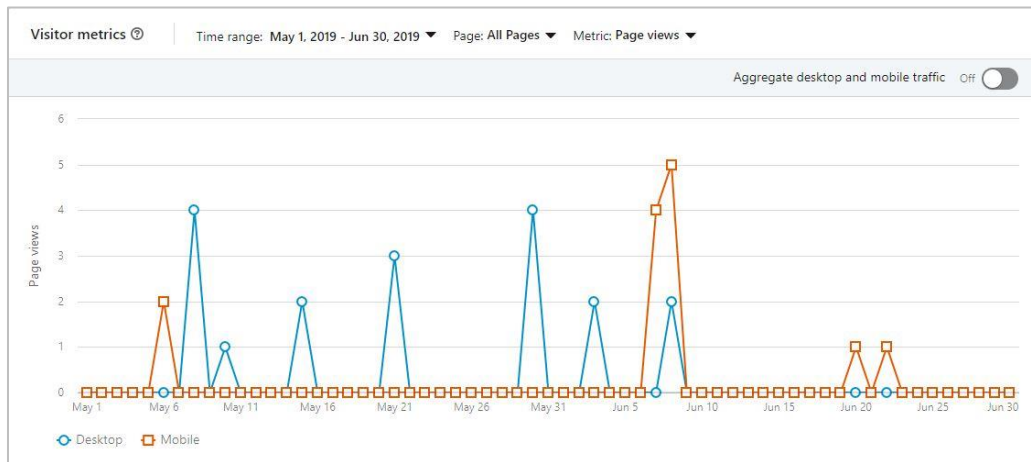 Visitor metrics ? Time range: May 1, 2019 - Jun 30, 2019 Page: All Pages Metric: Page views
Aggregate desktop and mobile traffic Off
6
5
4
3
2
1
0
Page views
May 1 May 6 May 11 May 16 May 21 May 26 May 31 Jun 5 Jun 10 Jun 15 Jun 20 Jun 25 Jun 30
Desktop Mobile